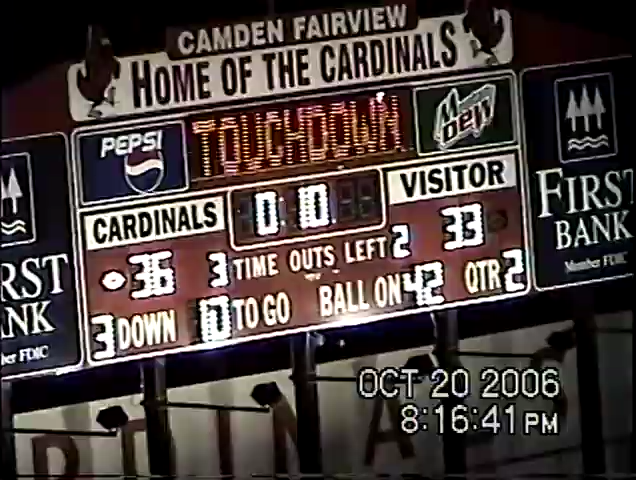 CAMDEN FAIRVIEW
HOME OF THE CARDINALS
PEPSI
TOUCHDOWN
Mountain Dew
CARDINALS
0:10
VISITOR
36
3 TIME OUTS LEFT 2
33
3 DOWN 10 TO GO BALL ON 42 QTR 2
RST
NK
ber FDIC
FIRST
BANK
Member FDIC
OCT 20 2006
8:16:41 PM